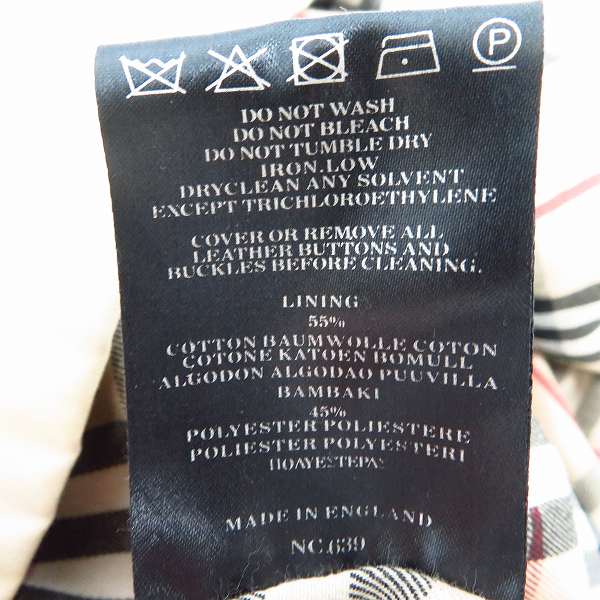 P
DO NOT WASH
DO NOT BLEACH
DO NOT TUMBLE DRY
IRON.LOW
DRYCLEAN ANY SOLVENT
EXCEPT TRICHLOROETHYLENE
COVER OR REMOVE ALL
LEATHER BUTTONS AND
BUCKLES BEFORE CLEANING.
LINING
55%
COTTON BAUMWOLLE COTON
COTONE KATOEN BOMULL
ALGODON ALGODAO PUUVILLA
BAMBAKI
45%
POLYESTER POLIESTERE
POLIESTER POLYESTERI
ΠΟΛΥΕΣΤΕΡΑΣ
MADE IN ENGLAND
NC.639